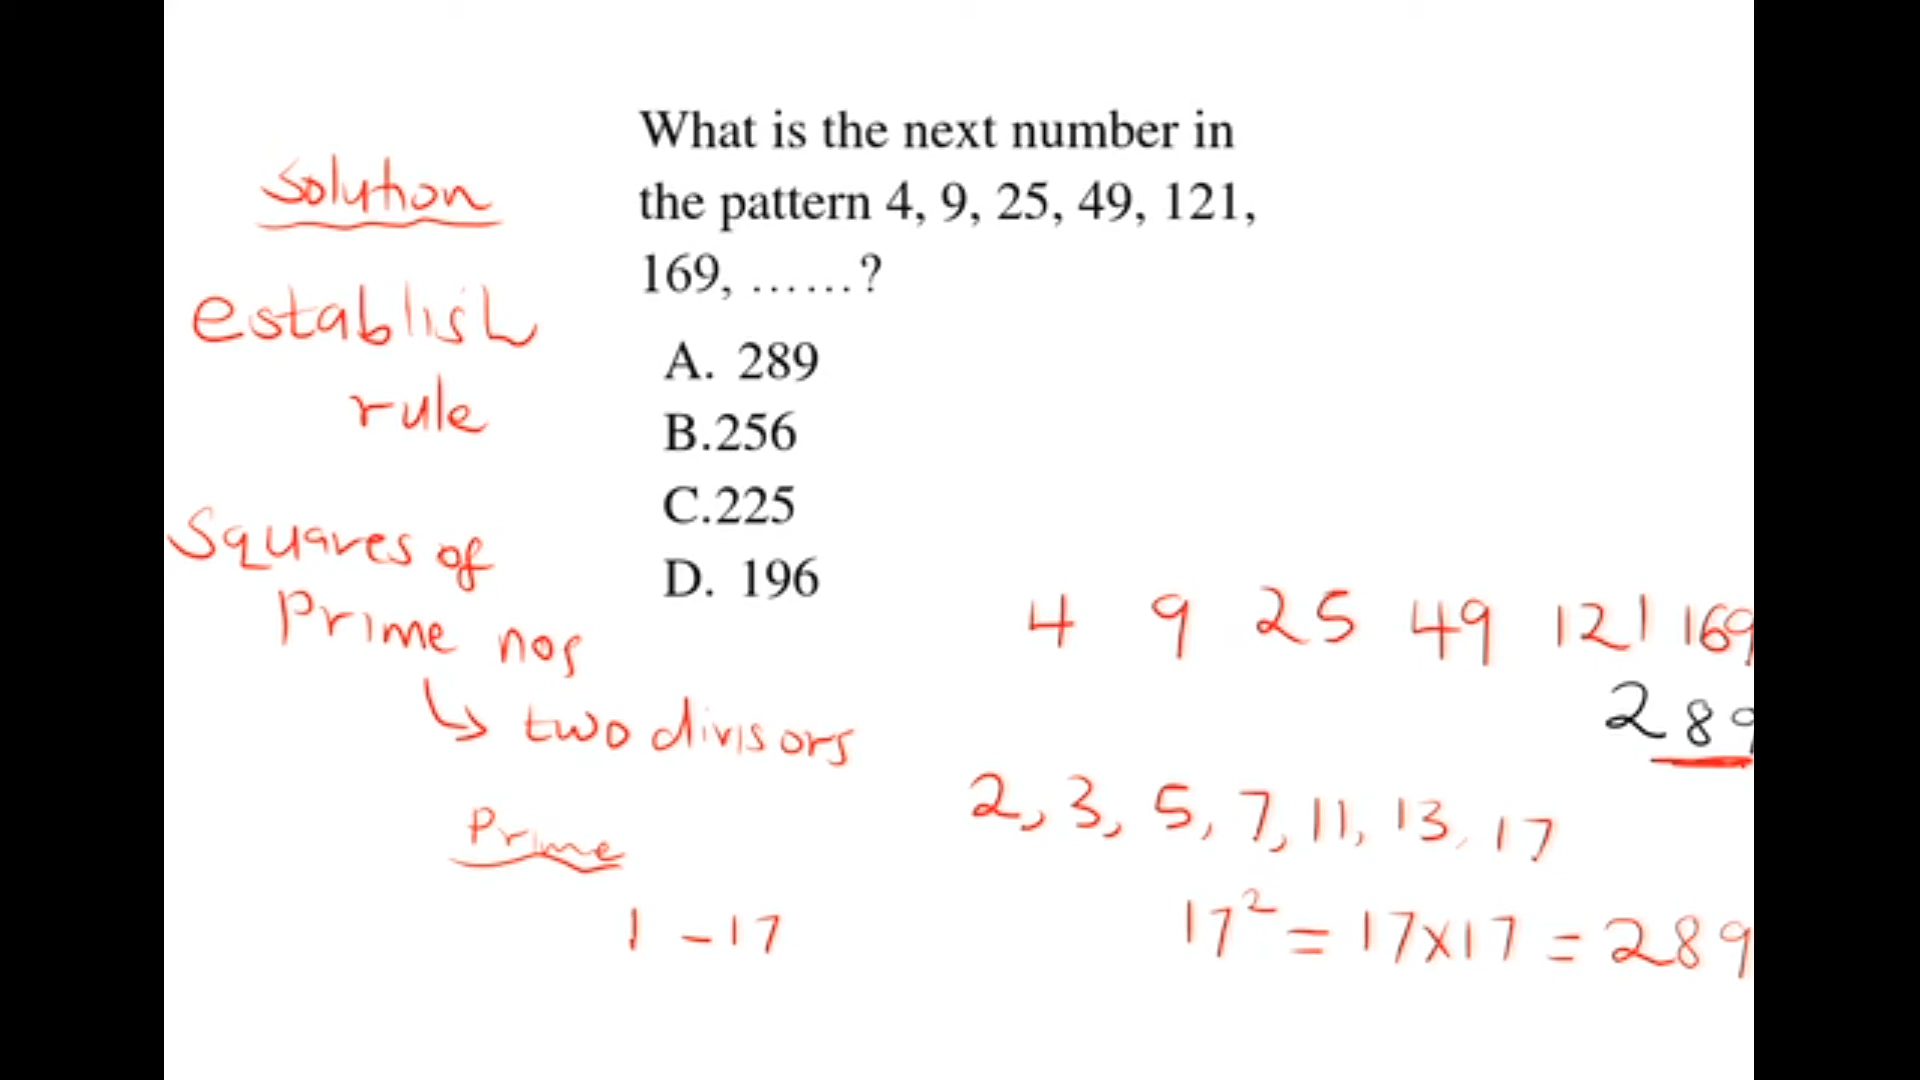 What is the next number in
the pattern 4, 9, 25, 49, 121,
169, ......?
A. 289
B.256
C.225
D. 196
Solution
establish
rule
Squares of
Prime nos
↳ two divisors
Prime
1 - 17
4 9 25 49 121 169
289
2, 3, 5, 7, 11, 13, 17
17² = 17x17 = 289